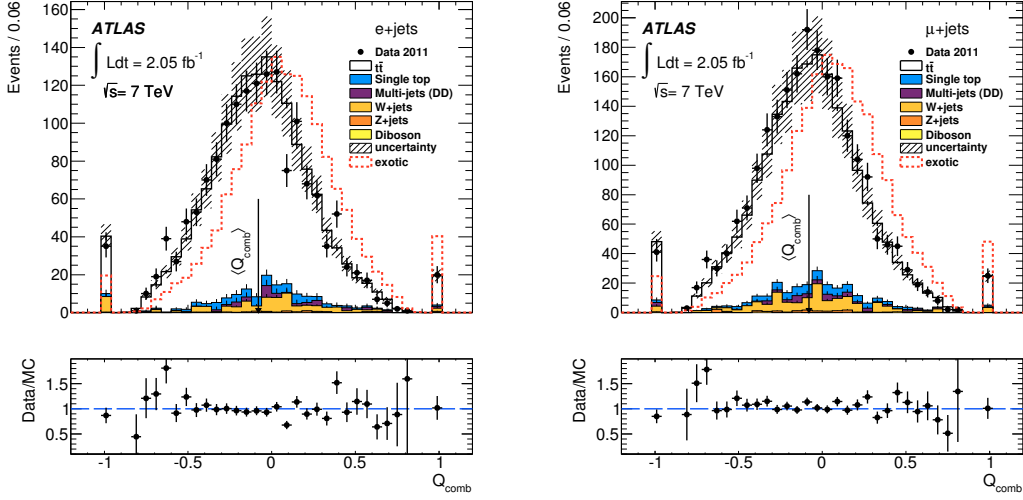 Events / 0.06
160
140
120
100
80
60
40
20
0
ATLAS
∫ Ldt = 2.05 fb⁻¹
√s= 7 TeV
e+jets
Data 2011
tt̄
Single top
Multi-jets (DD)
W+jets
Z+jets
Diboson
uncertainty
exotic
⟨Q_comb⟩
Data/MC
1.5
1
0.5
-1 -0.5 0 0.5 1
Q_comb
Events / 0.06
200
180
160
140
120
100
80
60
40
20
0
ATLAS
∫ Ldt = 2.05 fb⁻¹
√s= 7 TeV
μ+jets
Data 2011
tt̄
Single top
Multi-jets (DD)
W+jets
Z+jets
Diboson
uncertainty
exotic
⟨Q_comb⟩
Data/MC
1.5
1
0.5
-1 -0.5 0 0.5 1
Q_comb